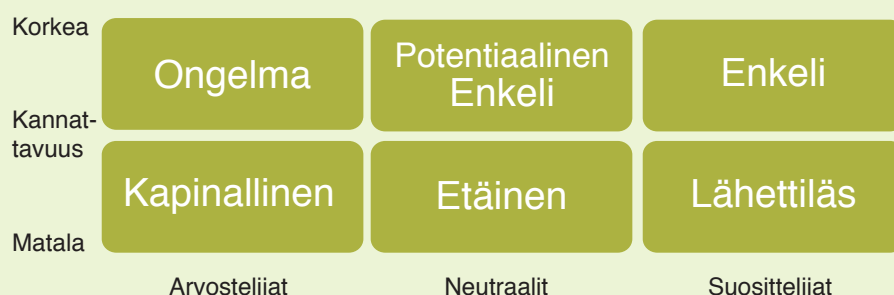 Korkea
Ongelma
Potentiaalinen
Enkeli
Enkeli
Kannat-
tavuus
Kapinallinen
Etäinen
Lähettiläs
Matala
Arvostelijat
Neutraalit
Suosittelijat